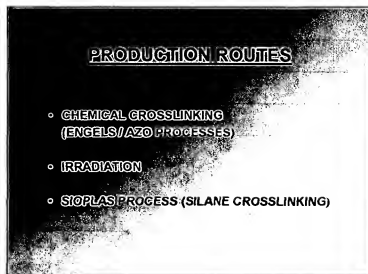 PRODUCTION ROUTES
• CHEMICAL CROSSLINKING
(ENGELS / AZO PROCESSES)
• IRRADIATION
• SIOPLAS PROCESS (SILANE CROSSLINKING)